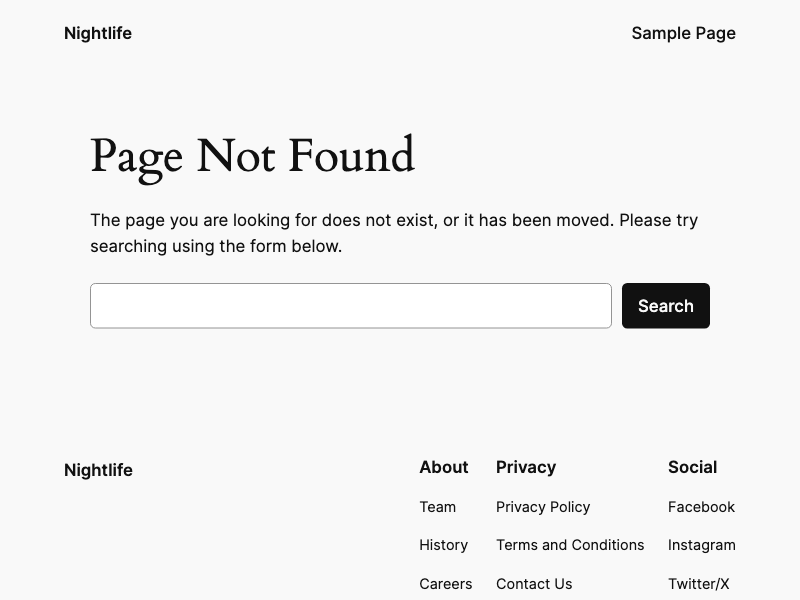 Nightlife
Sample Page
Page Not Found
The page you are looking for does not exist, or it has been moved. Please try
searching using the form below.
Search
Nightlife
About
Team
History
Careers
Privacy
Privacy Policy
Terms and Conditions
Contact Us
Social
Facebook
Instagram
Twitter/X